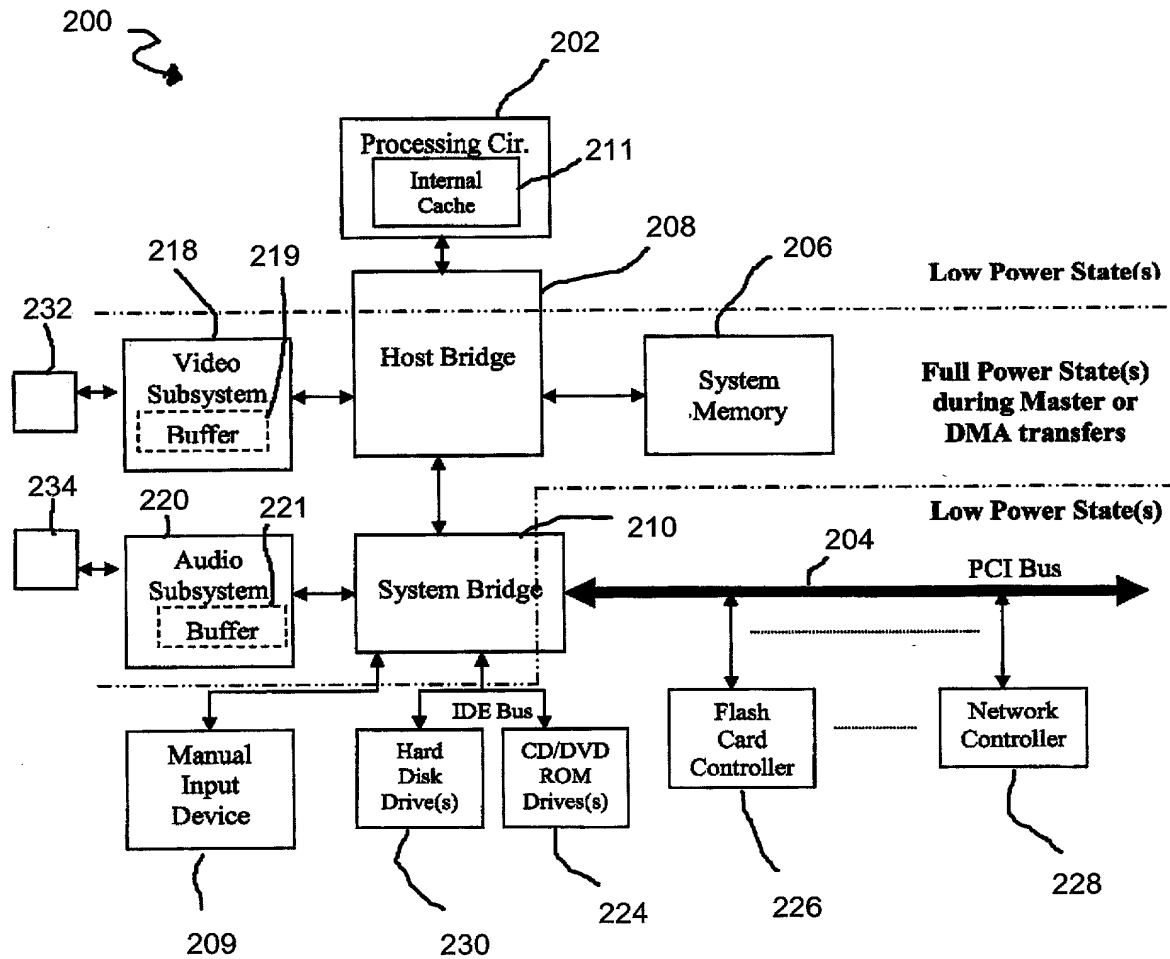 200
202
Processing Cir.
211
Internal
Cache
208
206
218
219
Low Power State(s)
232
Video
Subsystem
Buffer
Host Bridge
System
Memory
Full Power State(s)
during Master or
DMA transfers
234
220
221
210
Low Power State(s)
204
PCI Bus
Audio
Subsystem
Buffer
System Bridge
IDE Bus
Manual
Input
Device
Hard
Disk
Drive(s)
CD/DVD
ROM
Drives(s)
Flash
Card
Controller
Network
Controller
209
230
224
226
228